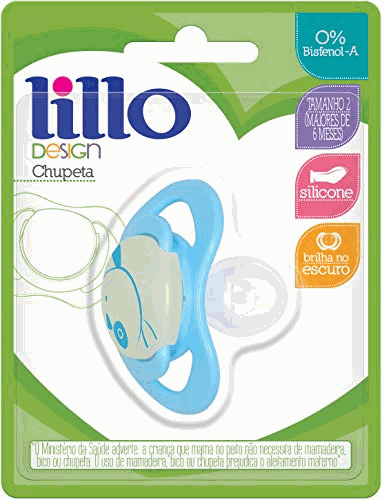 0%
Bisfenol-A
lillo
DESIGN
Chupeta
TAMANHO 2
(MAIORES DE
6 MESES)
silicone
brilha no
escuro
"O Ministério da Saúde adverte: a criança que mama no peito não necessita de mamadeira,
bico ou chupeta. O uso de mamadeira, bico ou chupeta prejudica o aleitamento materno"